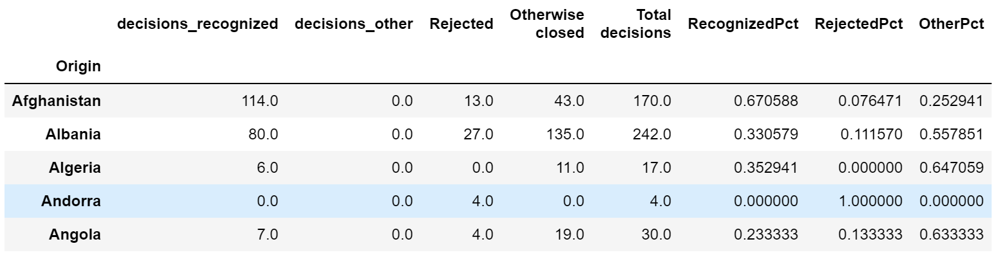 decisions_recognized decisions_other Rejected Otherwise closed Total decisions RecognizedPct RejectedPct OtherPct
Origin
Afghanistan 114.0 0.0 13.0 43.0 170.0 0.670588 0.076471 0.252941
Albania 80.0 0.0 27.0 135.0 242.0 0.330579 0.111570 0.557851
Algeria 6.0 0.0 0.0 11.0 17.0 0.352941 0.000000 0.647059
Andorra 0.0 0.0 4.0 0.0 4.0 0.000000 1.000000 0.000000
Angola 7.0 0.0 4.0 19.0 30.0 0.233333 0.133333 0.633333